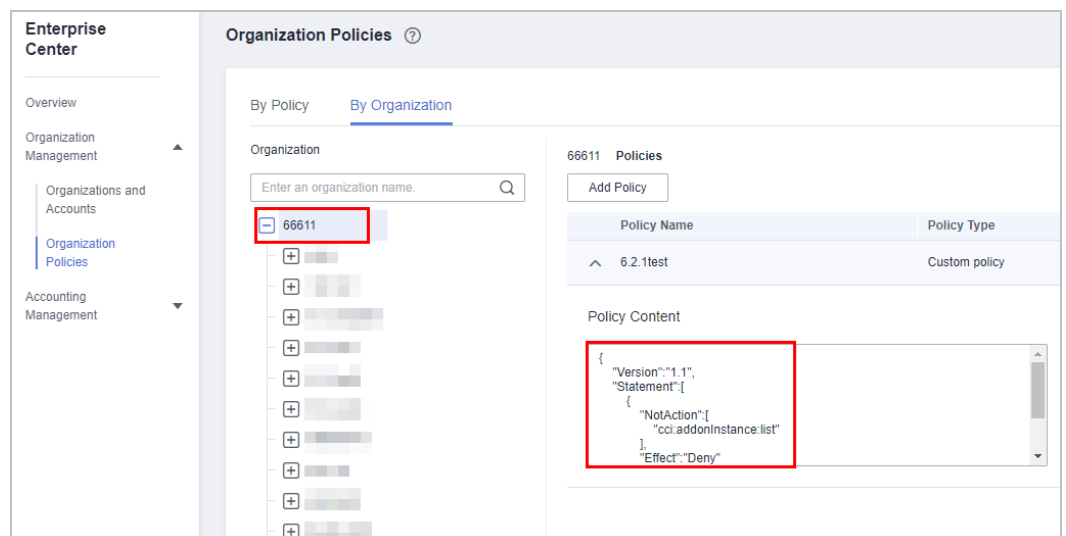 Enterprise
Center
Overview
Organization
Management
Organizations and
Accounts
Organization
Policies
Accounting
Management
Organization Policies ?
By Policy By Organization
Organization
Enter an organization name.
66611
66611 Policies
Add Policy
Policy Name Policy Type
6.2.1test Custom policy
Policy Content
{
"Version":"1.1",
"Statement":[
{
"NotAction":[
"cci:addonInstance:list"
],
"Effect":"Deny"